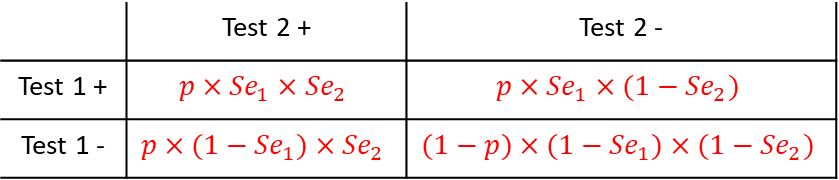 Test 2 + Test 2 -
Test 1 + p × Se₁ × Se₂ p × Se₁ × (1 − Se₂)
Test 1 - p × (1 − Se₁) × Se₂ (1 − p) × (1 − Se₁) × (1 − Se₂)